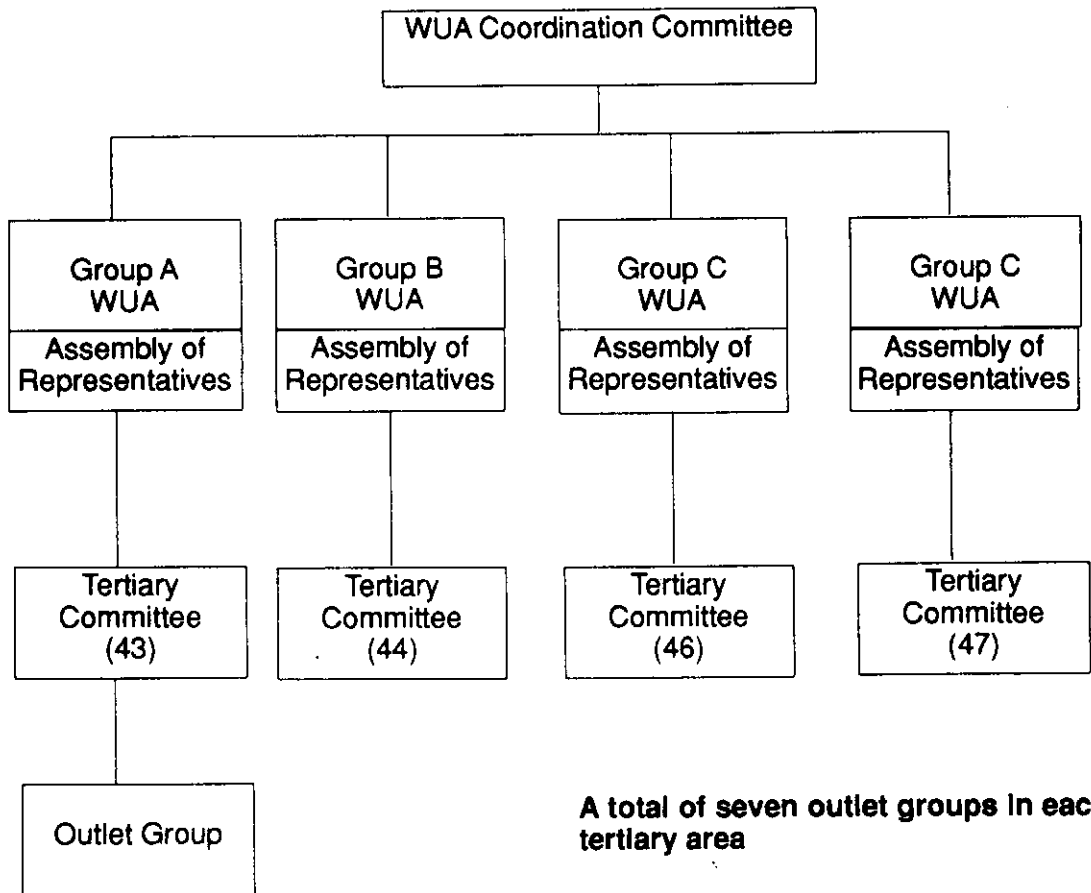 WUA Coordination Committee
Group A
WUA
Assembly of
Representatives
Group B
WUA
Assembly of
Representatives
Group C
WUA
Assembly of
Representatives
Group C
WUA
Assembly of
Representatives
Tertiary
Committee
(43)
Tertiary
Committee
(44)
Tertiary
Committee
(46)
Tertiary
Committee
(47)
Outlet Group
A total of seven outlet groups in eac
tertiary area